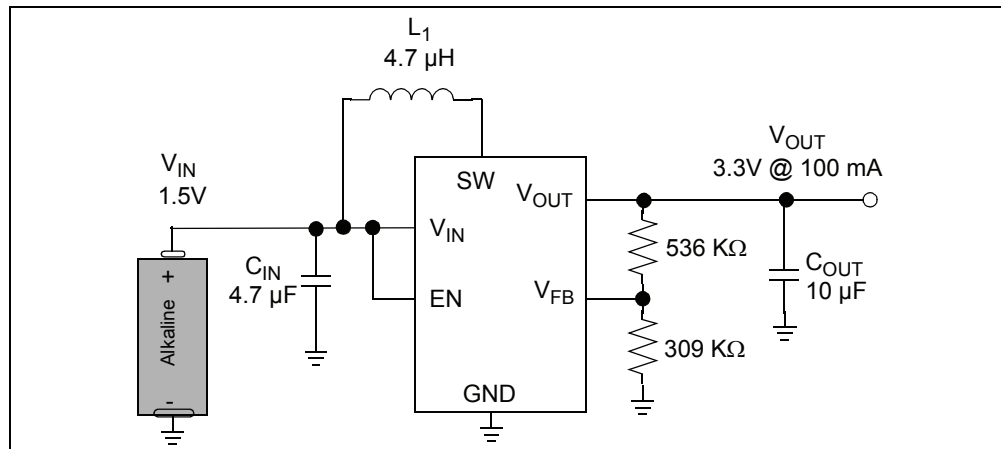 L1
4.7 µH
VIN
1.5V
VOUT
3.3V @ 100 mA
SW
VOUT
VIN
CIN
4.7 µF
EN
VFB
GND
536 KΩ
309 KΩ
COUT
10 µF
+
Alkaline
-